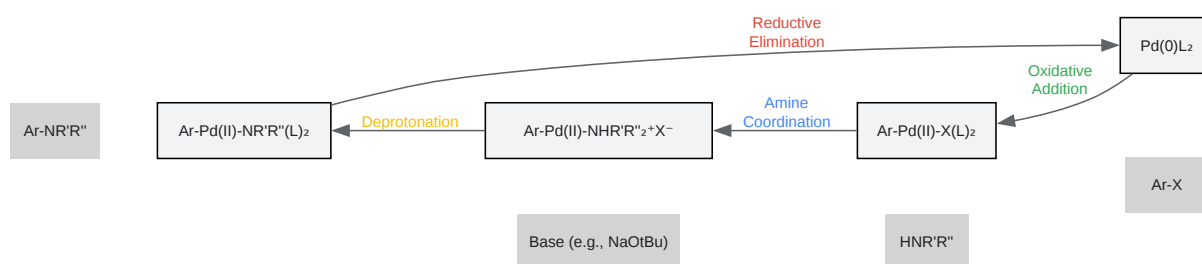 Reductive
Elimination
Pd(0)L₂
Oxidative
Addition
Ar-NR'R"
Ar-Pd(II)-NR'R"(L)₂
Deprotonation
Ar-Pd(II)-NHR'R"₂⁺X⁻
Amine
Coordination
Ar-Pd(II)-X(L)₂
Ar-X
Base (e.g., NaOtBu)
HNR'R"